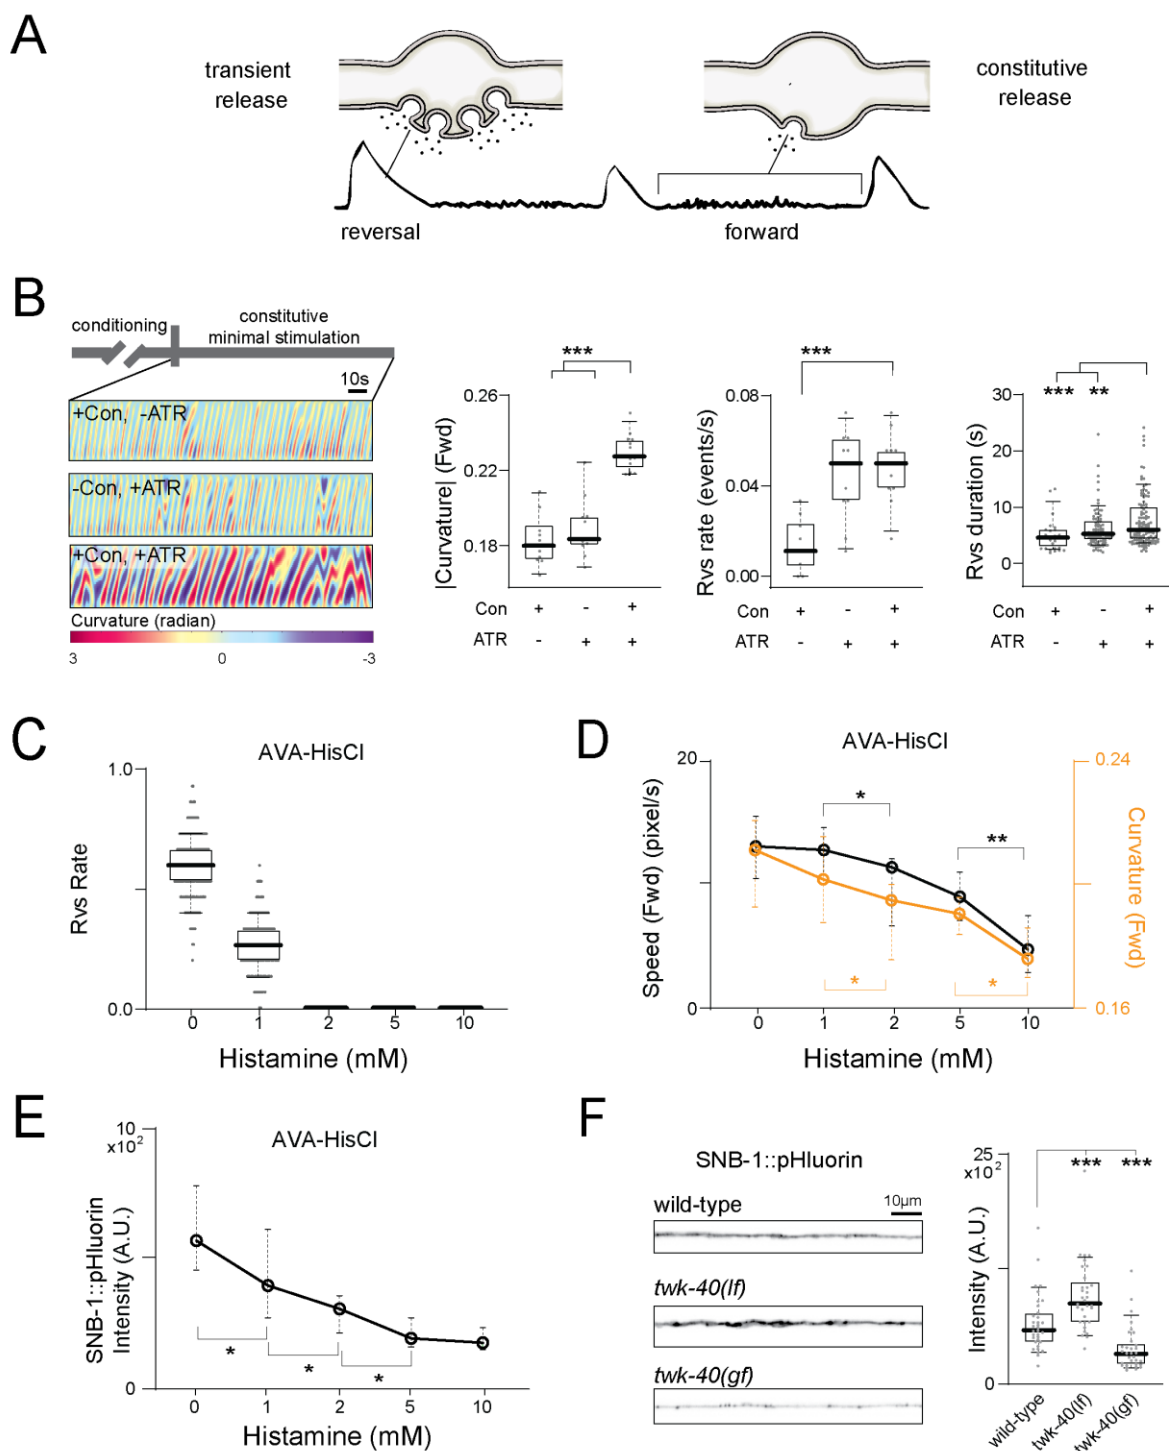 A
transient
release
constitutive
release
reversal
forward
B
conditioning
constitutive
minimal stimulation
10s
+Con, -ATR
-Con, +ATR
+Con, +ATR
Curvature (radian)
3 0 -3
|Curvature| (Fwd)
0.26
0.22
0.18
***
Con + - +
ATR - + +
Rvs rate (events/s)
0.08
0.04
0.00
***
Con + - +
ATR - + +
Rvs duration (s)
30
20
10
0
*** **
Con + - +
ATR - + +
C
AVA-HisCl
Rvs Rate
1.0
0.0
0 1 2 5 10
Histamine (mM)
D
AVA-HisCl
Speed (Fwd) (pixel/s)
20
10
0
*
**
*
*
0.24
0.16
Curvature (Fwd)
0 1 2 5 10
Histamine (mM)
E
AVA-HisCl
SNB-1::pHluorin
Intensity (A.U.)
10
x10²
0
* * *
0 1 2 5 10
Histamine (mM)
F
SNB-1::pHluorin
10µm
wild-type
twk-40(lf)
twk-40(gf)
Intensity (A.U.)
25
x10²
0
*** ***
wild-type
twk-40(lf)
twk-40(gf)